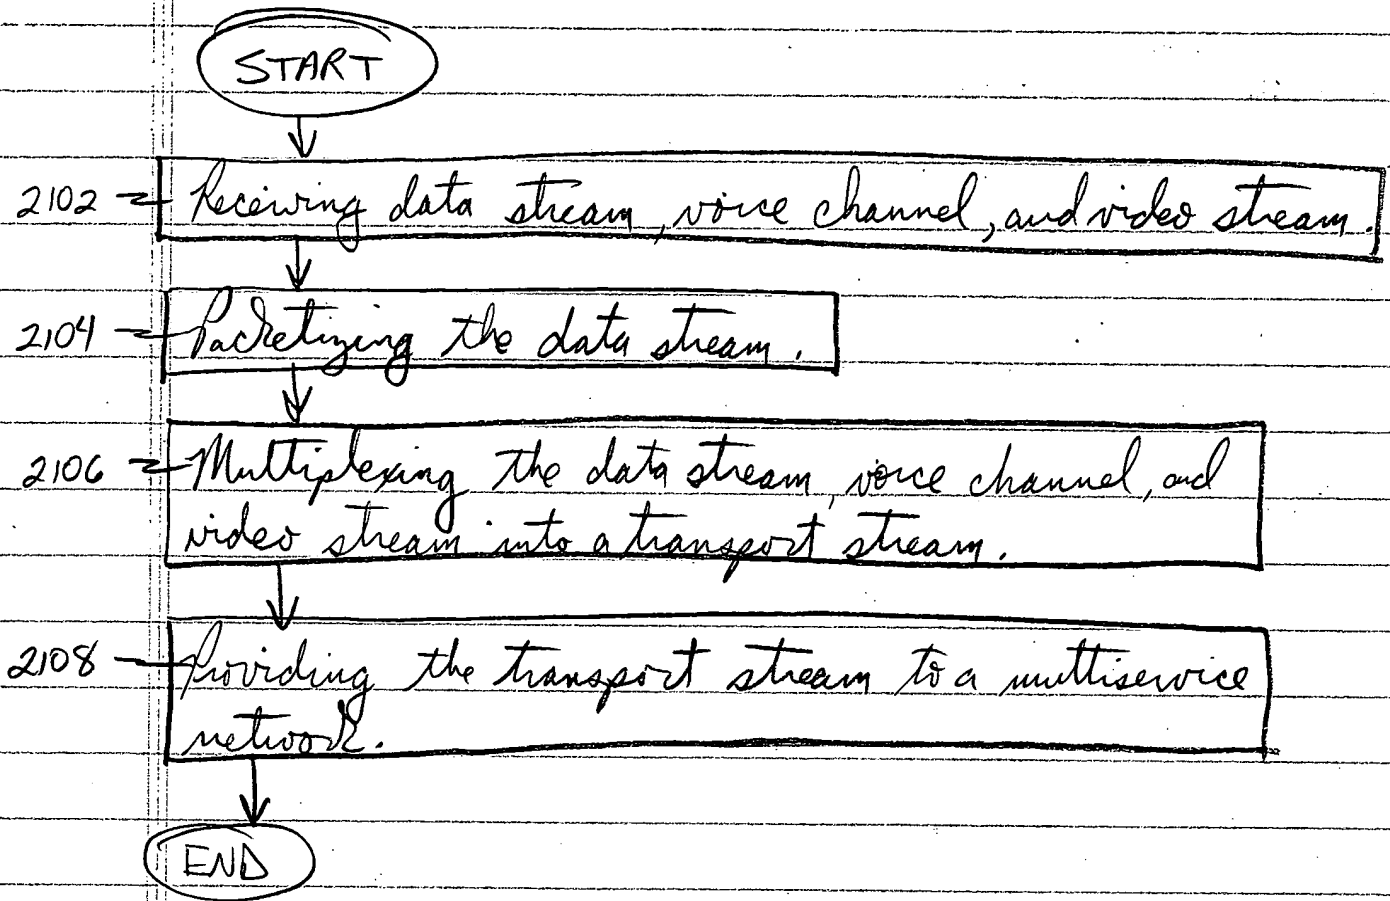 START
2102 Receiving data stream, voice channel, and video stream.
2104 Packetizing the data stream.
2106 Multiplexing the data stream, voice channel, and
video stream into a transport stream.
2108 Providing the transport stream to a multiservice
network.
END